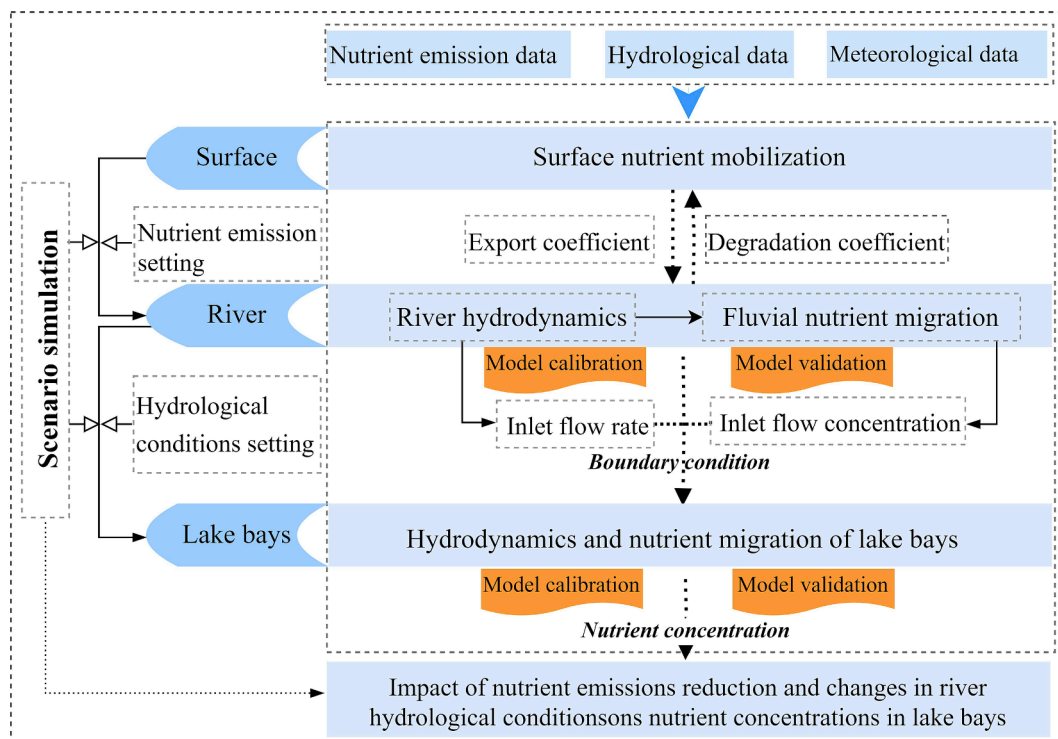 Nutrient emission data
Hydrological data
Meteorological data
Surface
Surface nutrient mobilization
Nutrient emission
setting
Export coefficient
Degradation coefficient
Scenario simulation
River
River hydrodynamics
Fluvial nutrient migration
Model calibration
Model validation
Hydrological
conditions setting
Inlet flow rate
Inlet flow concentration
Boundary condition
Lake bays
Hydrodynamics and nutrient migration of lake bays
Model calibration
Model validation
Nutrient concentration
Impact of nutrient emissions reduction and changes in river
hydrological conditionsons nutrient concentrations in lake bays